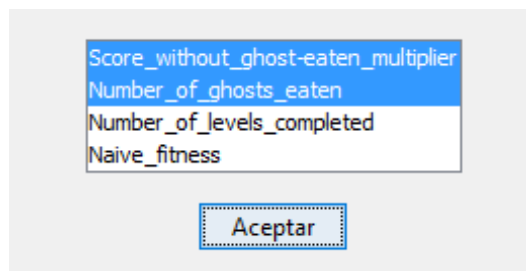 Score_without_ghost-eaten_multiplier
Number_of_ghosts_eaten
Number_of_levels_completed
Naive_fitness
Aceptar